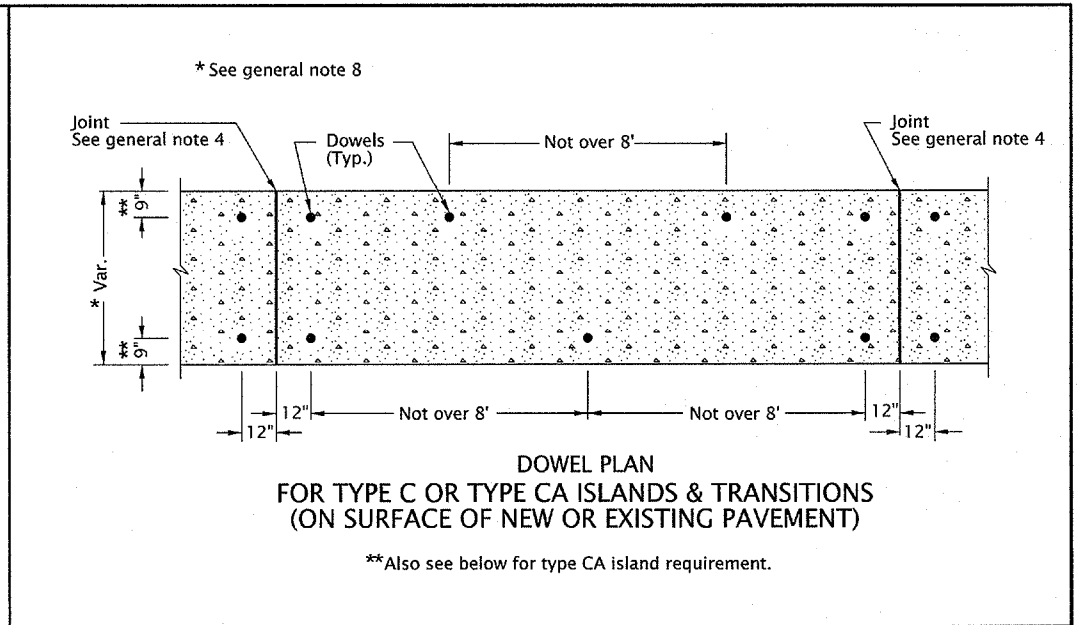 * See general note 8
Joint
See general note 4
Dowels
(Typ.)
Not over 8'
Joint
See general note 4
** 9"
* Var.
** 9"
12"
Not over 8'
Not over 8'
12"
12"
12"
DOWEL PLAN
FOR TYPE C OR TYPE CA ISLANDS & TRANSITIONS
(ON SURFACE OF NEW OR EXISTING PAVEMENT)
**Also see below for type CA island requirement.